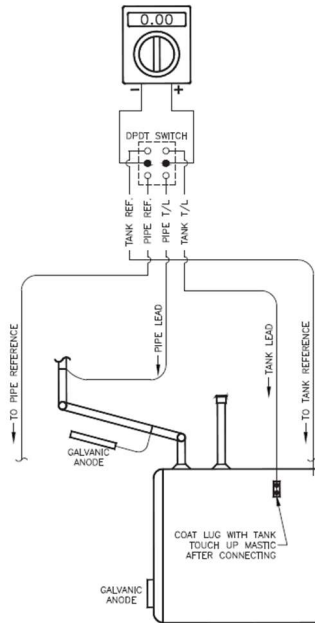 0.00
− +
DPDT SWITCH
TANK REF.
PIPE REF.
PIPE T/L
TANK T/L
TO PIPE REFERENCE
PIPE LEAD
TANK LEAD
TO TANK REFERENCE
GALVANIC
ANODE
COAT LUG WITH TANK
TOUCH UP MASTIC
AFTER CONNECTING
GALVANIC
ANODE